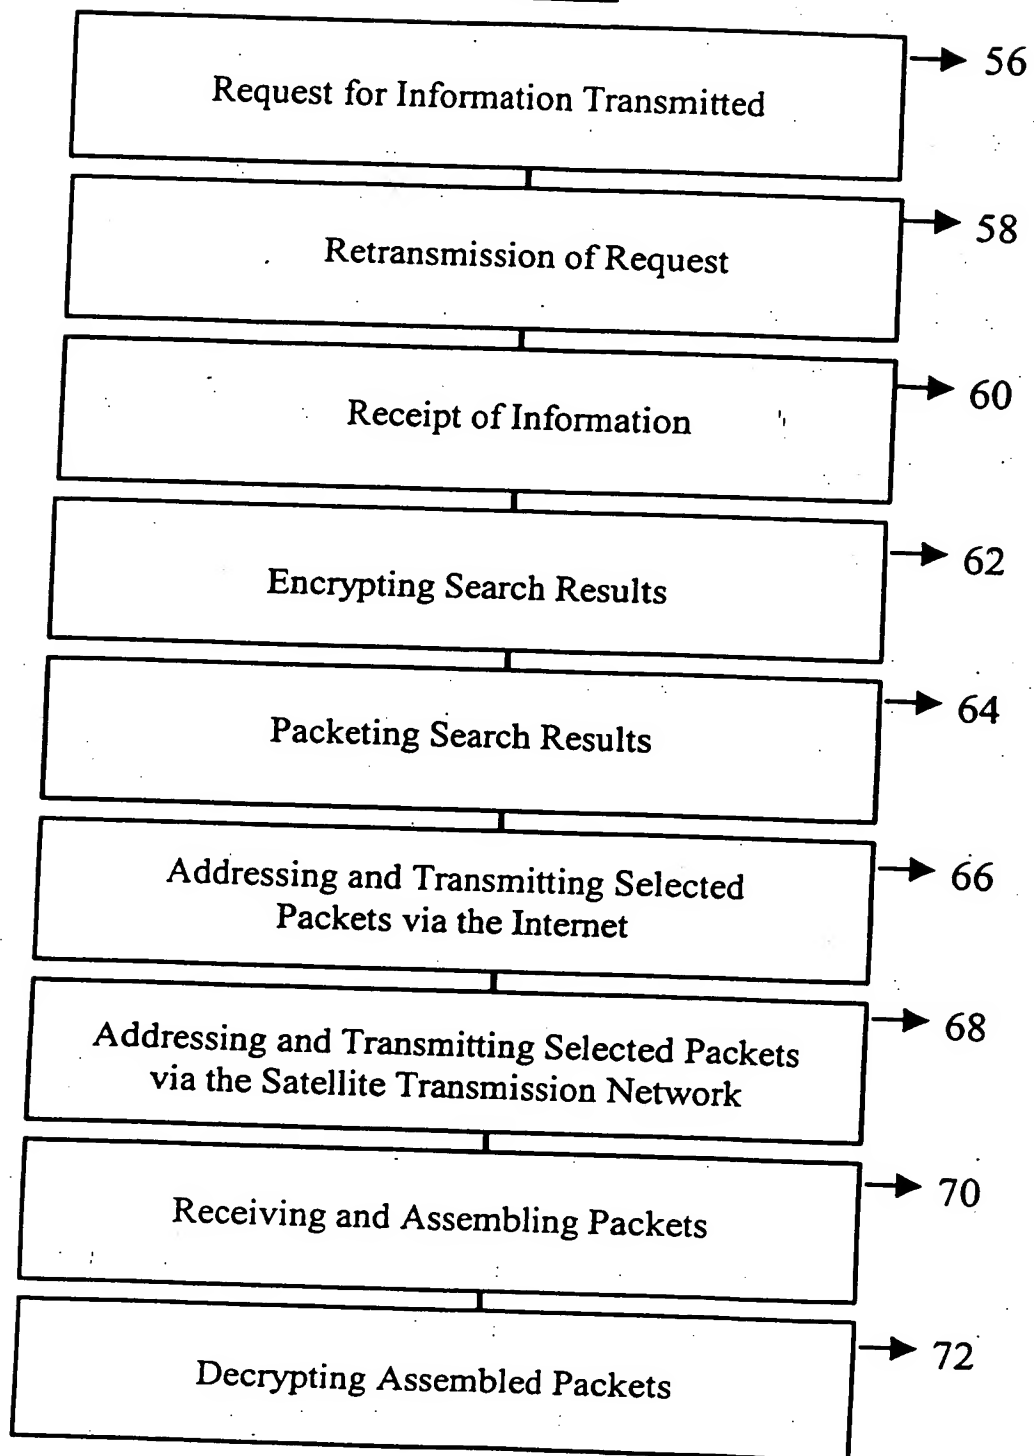 Request for Information Transmitted
56
Retransmission of Request
58
Receipt of Information
60
Encrypting Search Results
62
Packeting Search Results
64
Addressing and Transmitting Selected
Packets via the Internet
66
Addressing and Transmitting Selected Packets
via the Satellite Transmission Network
68
Receiving and Assembling Packets
70
Decrypting Assembled Packets
72